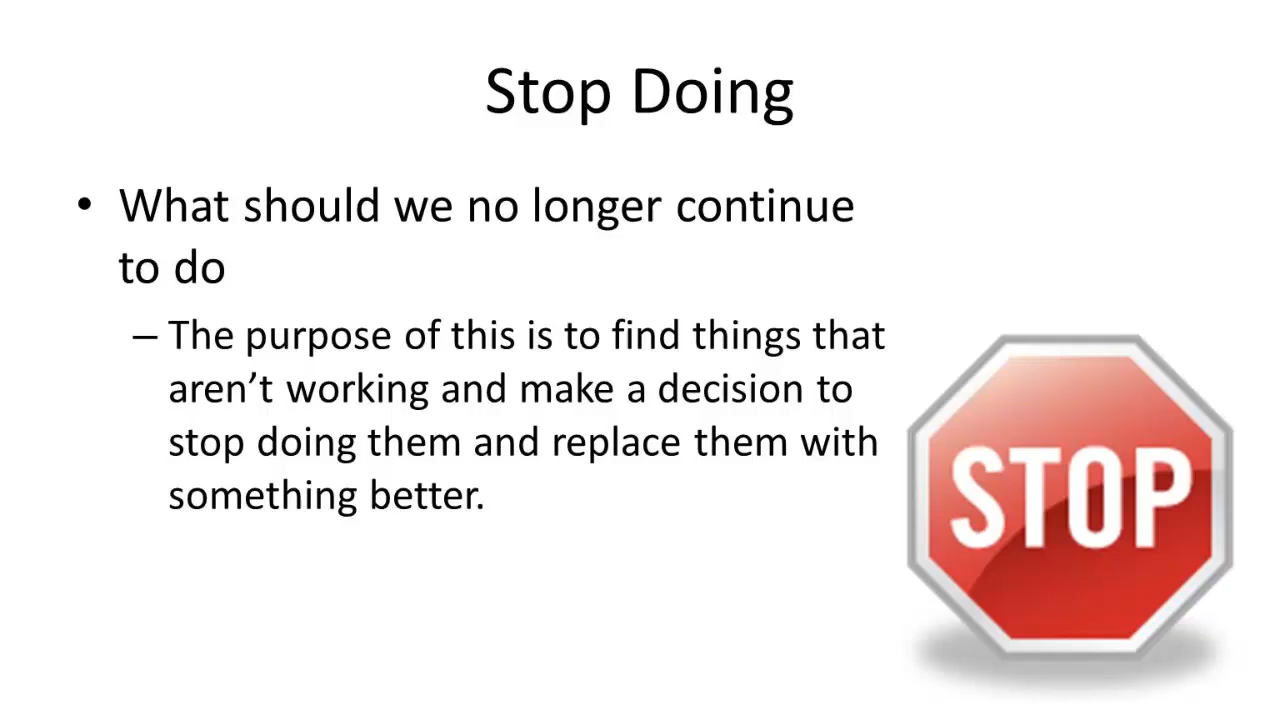 Stop Doing
• What should we no longer continue
to do
– The purpose of this is to find things that
aren’t working and make a decision to
stop doing them and replace them with
something better.
STOP